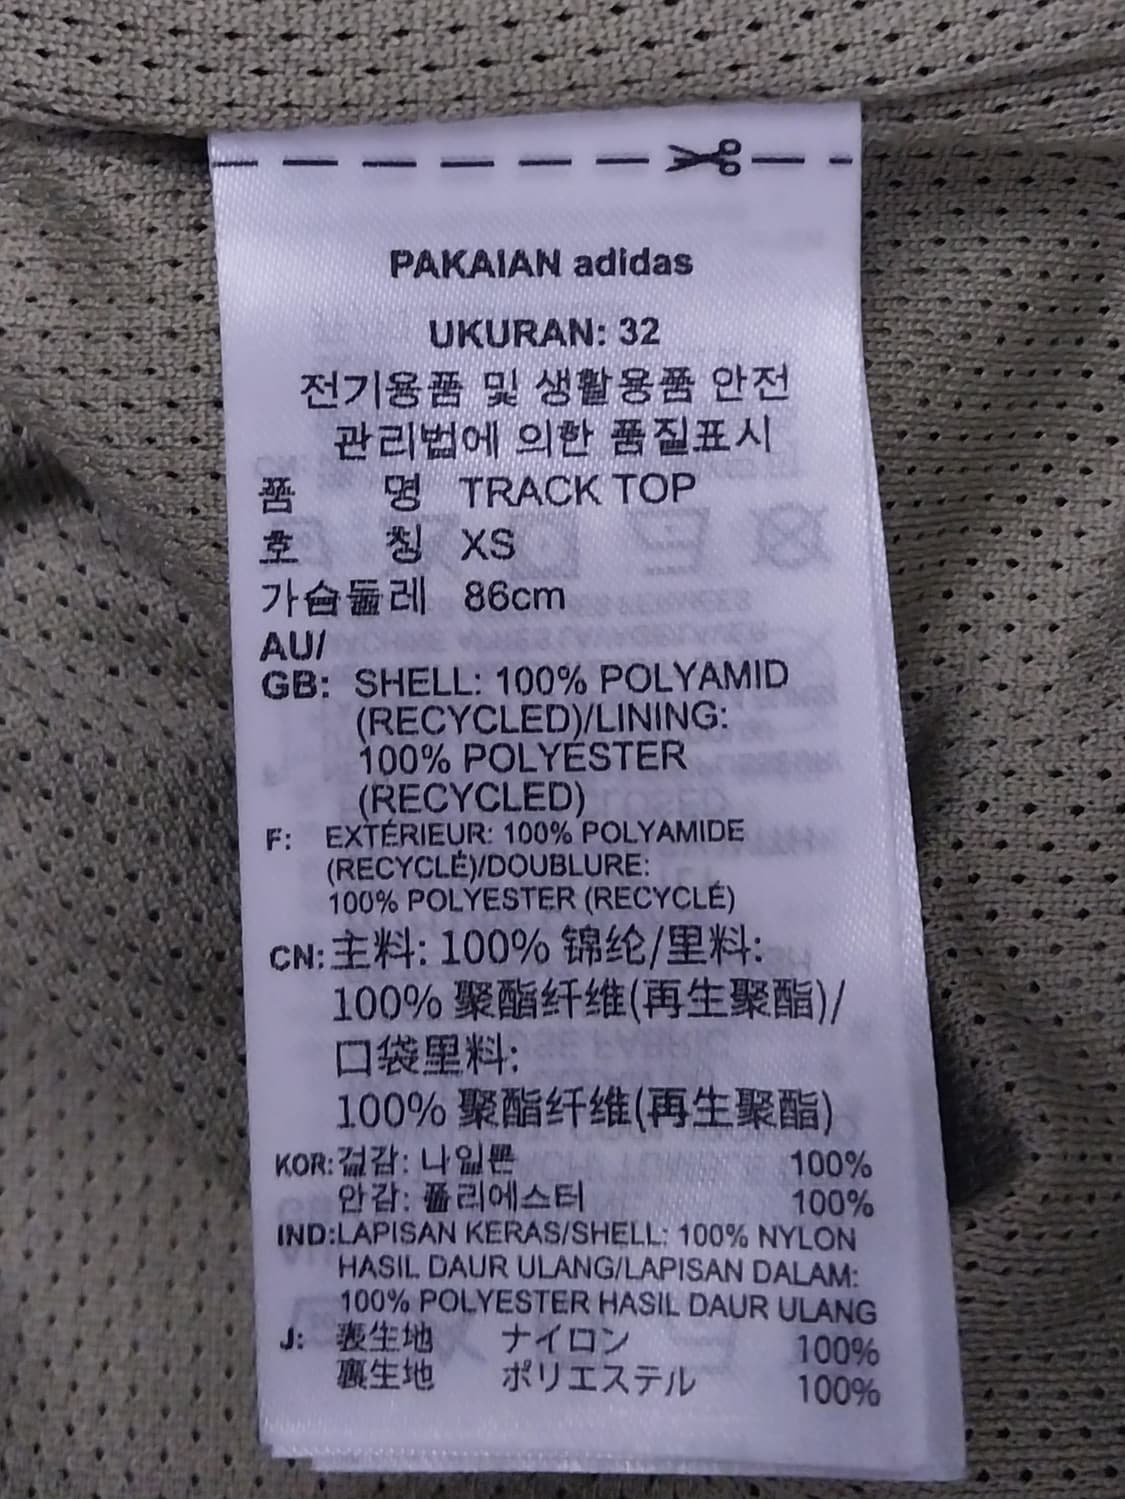 PAKAIAN adidas
UKURAN: 32
전기용품 및 생활용품 안전
관리법에 의한 품질표시
품 명 TRACK TOP
호 칭 XS
가슴둘레 86cm
AU/
GB: SHELL: 100% POLYAMID
(RECYCLED)/LINING:
100% POLYESTER
(RECYCLED)
F: EXTÉRIEUR: 100% POLYAMIDE
(RECYCLÉ)/DOUBLURE:
100% POLYESTER (RECYCLÉ)
CN: 主料: 100% 锦纶/里料:
100% 聚酯纤维(再生聚酯)/
口袋里料:
100% 聚酯纤维(再生聚酯)
KOR: 겉감: 나일론 100%
안감: 폴리에스터 100%
IND: LAPISAN KERAS/SHELL: 100% NYLON
HASIL DAUR ULANG/LAPISAN DALAM:
100% POLYESTER HASIL DAUR ULANG
J: 表生地 ナイロン 100%
裏生地 ポリエステル 100%